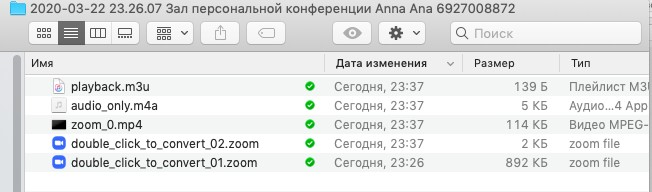 2020-03-22 23.26.07 Зал персональной конференции Anna Ana 6927008872
Поиск
Имя Дата изменения Размер Тип
playback.m3u Сегодня, 23:37 139 Б Плейлист M3U
audio_only.m4a Сегодня, 23:37 5 КБ Аудио...4 App
zoom_0.mp4 Сегодня, 23:37 114 КБ Видео MPEG-
double_click_to_convert_02.zoom Сегодня, 23:37 2 КБ zoom file
double_click_to_convert_01.zoom Сегодня, 23:26 892 КБ zoom file